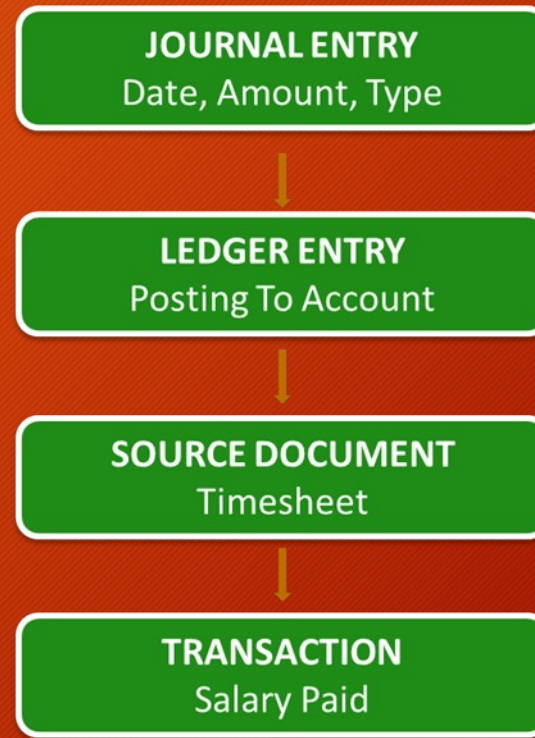 JOURNAL ENTRY
Date, Amount, Type
LEDGER ENTRY
Posting To Account
SOURCE DOCUMENT
Timesheet
TRANSACTION
Salary Paid